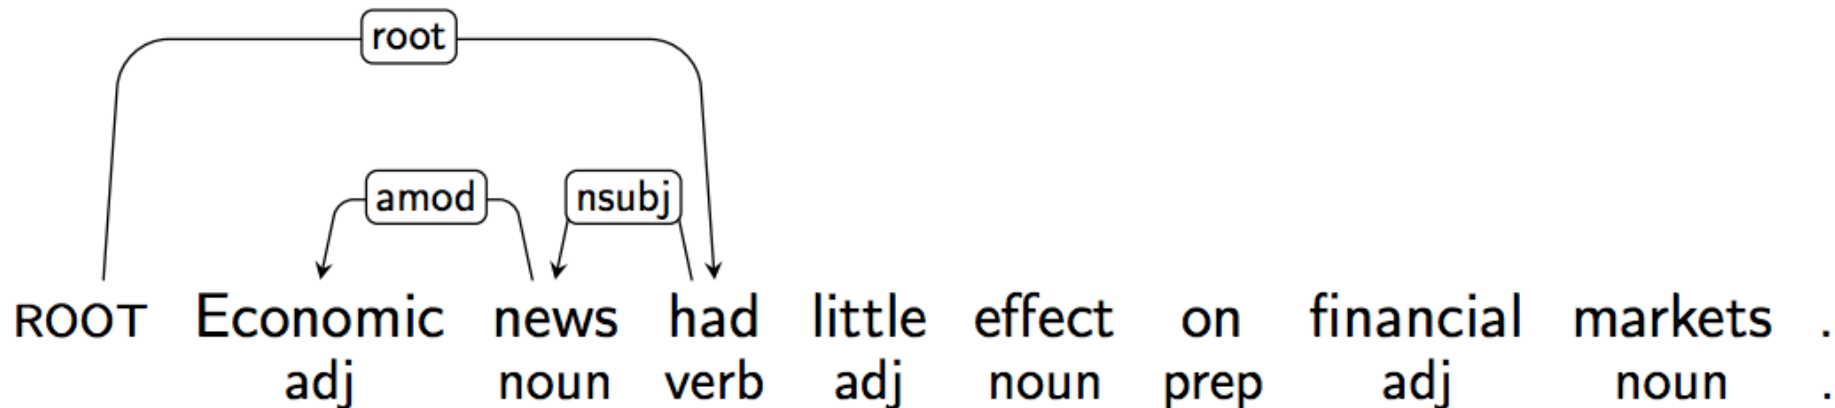 root
amod nsubj
ROOT Economic news had little effect on financial markets .
adj noun verb adj noun prep adj noun .